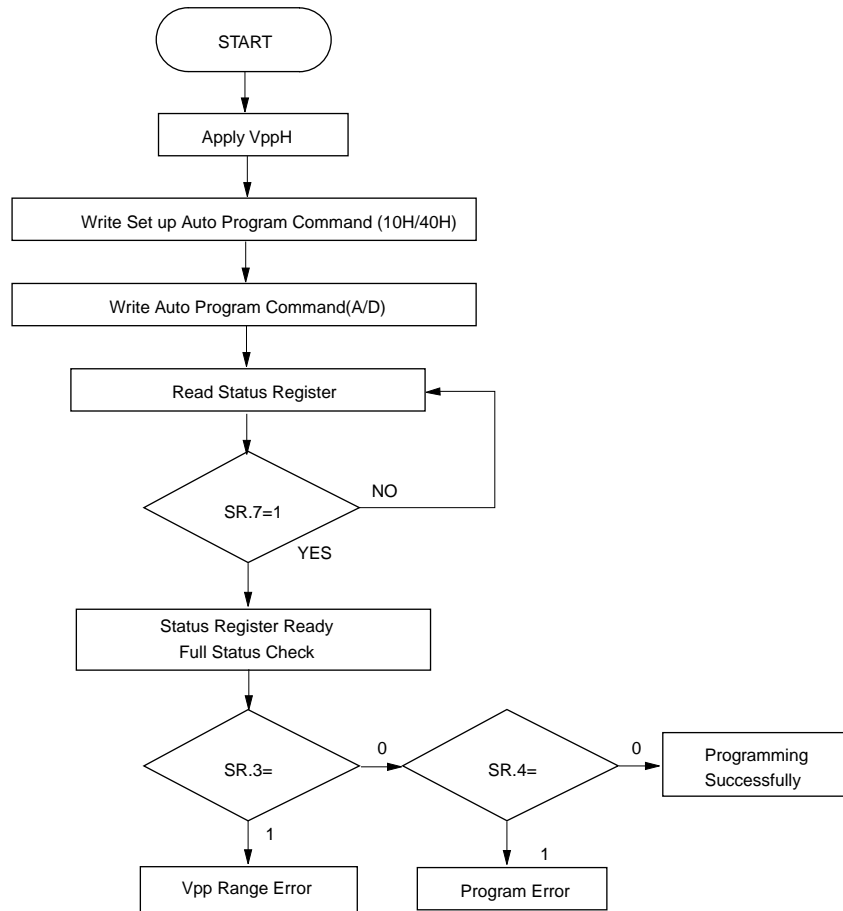 START
Apply VppH
Write Set up Auto Program Command (10H/40H)
Write Auto Program Command(A/D)
Read Status Register
NO
SR.7=1
YES
Status Register Ready
Full Status Check
SR.3=
0
SR.4=
0
Programming
Successfully
1
1
Vpp Range Error
Program Error